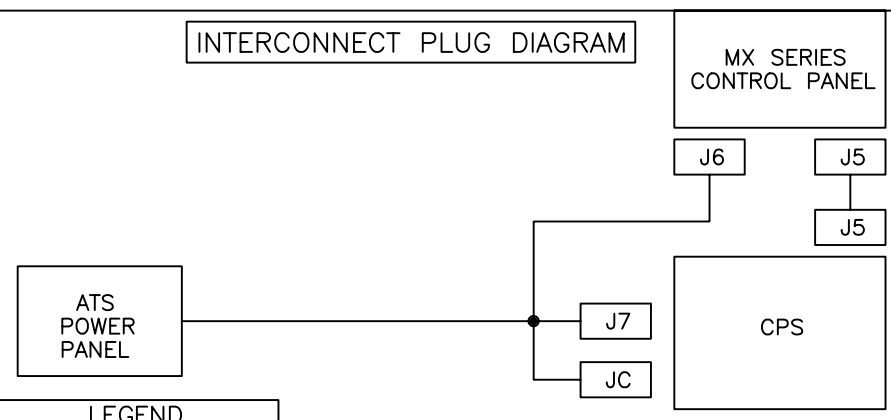 INTERCONNECT PLUG DIAGRAM
MX SERIES
CONTROL PANEL
J6
J5
J5
ATS
POWER
PANEL
J7
CPS
JC
LEGEND